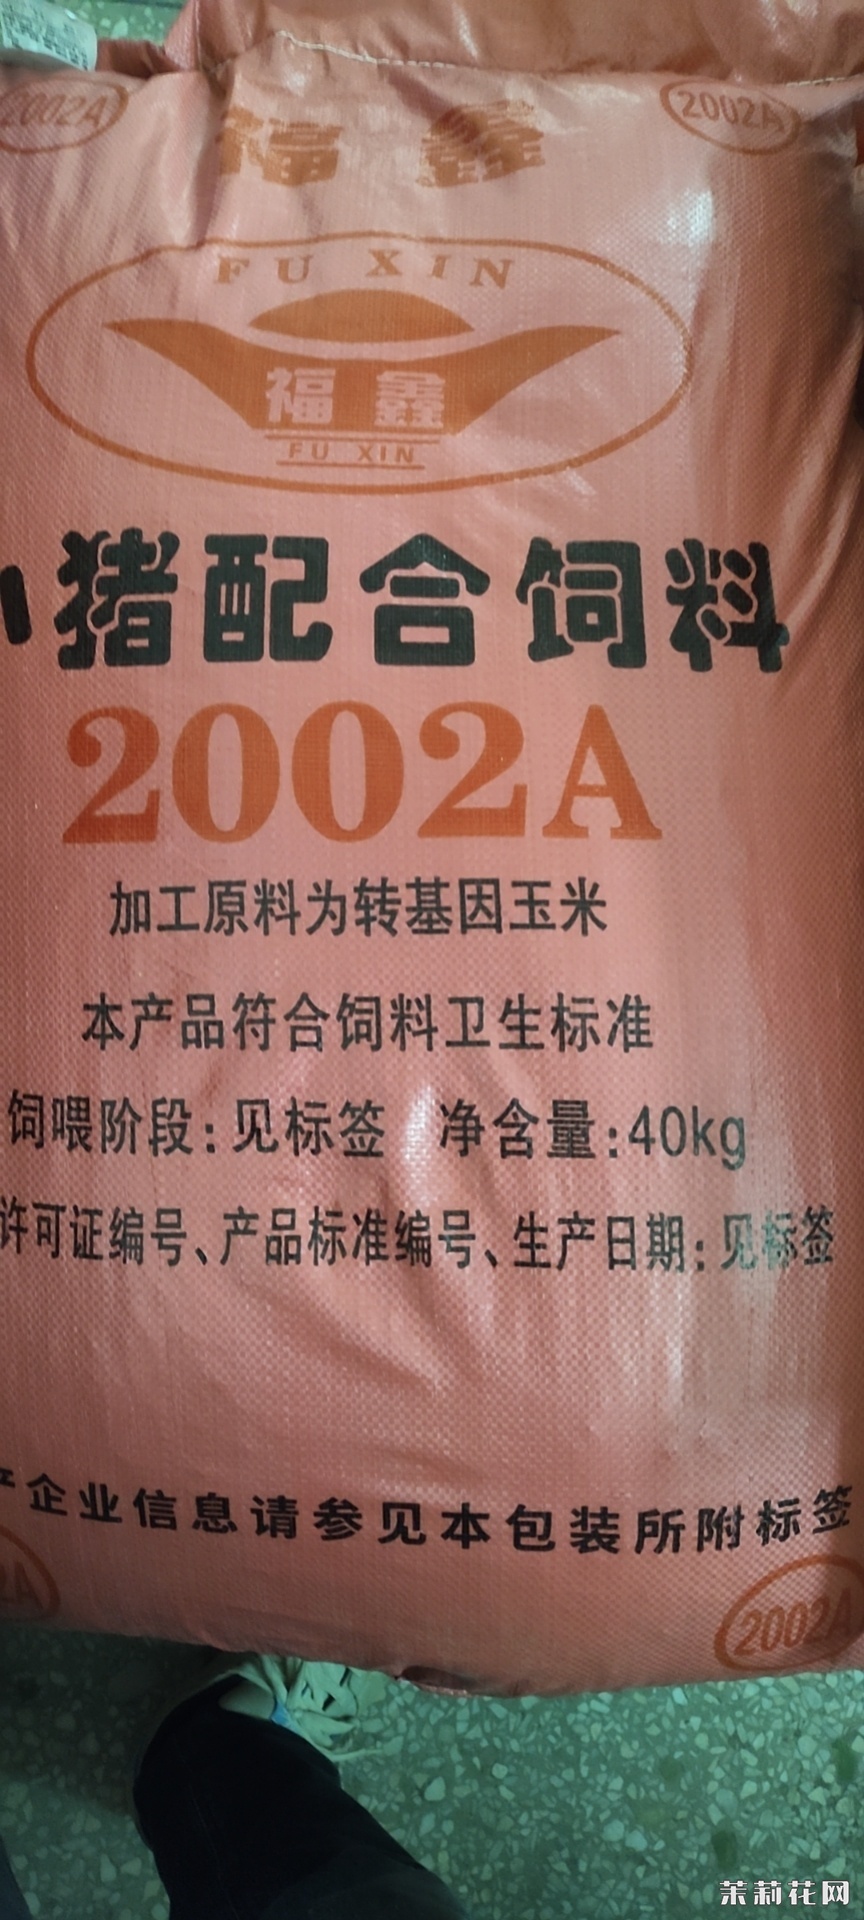 2002A
2002A
福鑫
FU XIN
福鑫
FU XIN
小猪配合饲料
2002A
加工原料为转基因玉米
本产品符合饲料卫生标准
饲喂阶段:见标签 净含量:40kg
许可证编号、产品标准编号、生产日期:见标签
企业信息请参见本包装所附标签
2A
2002A
茉莉花网